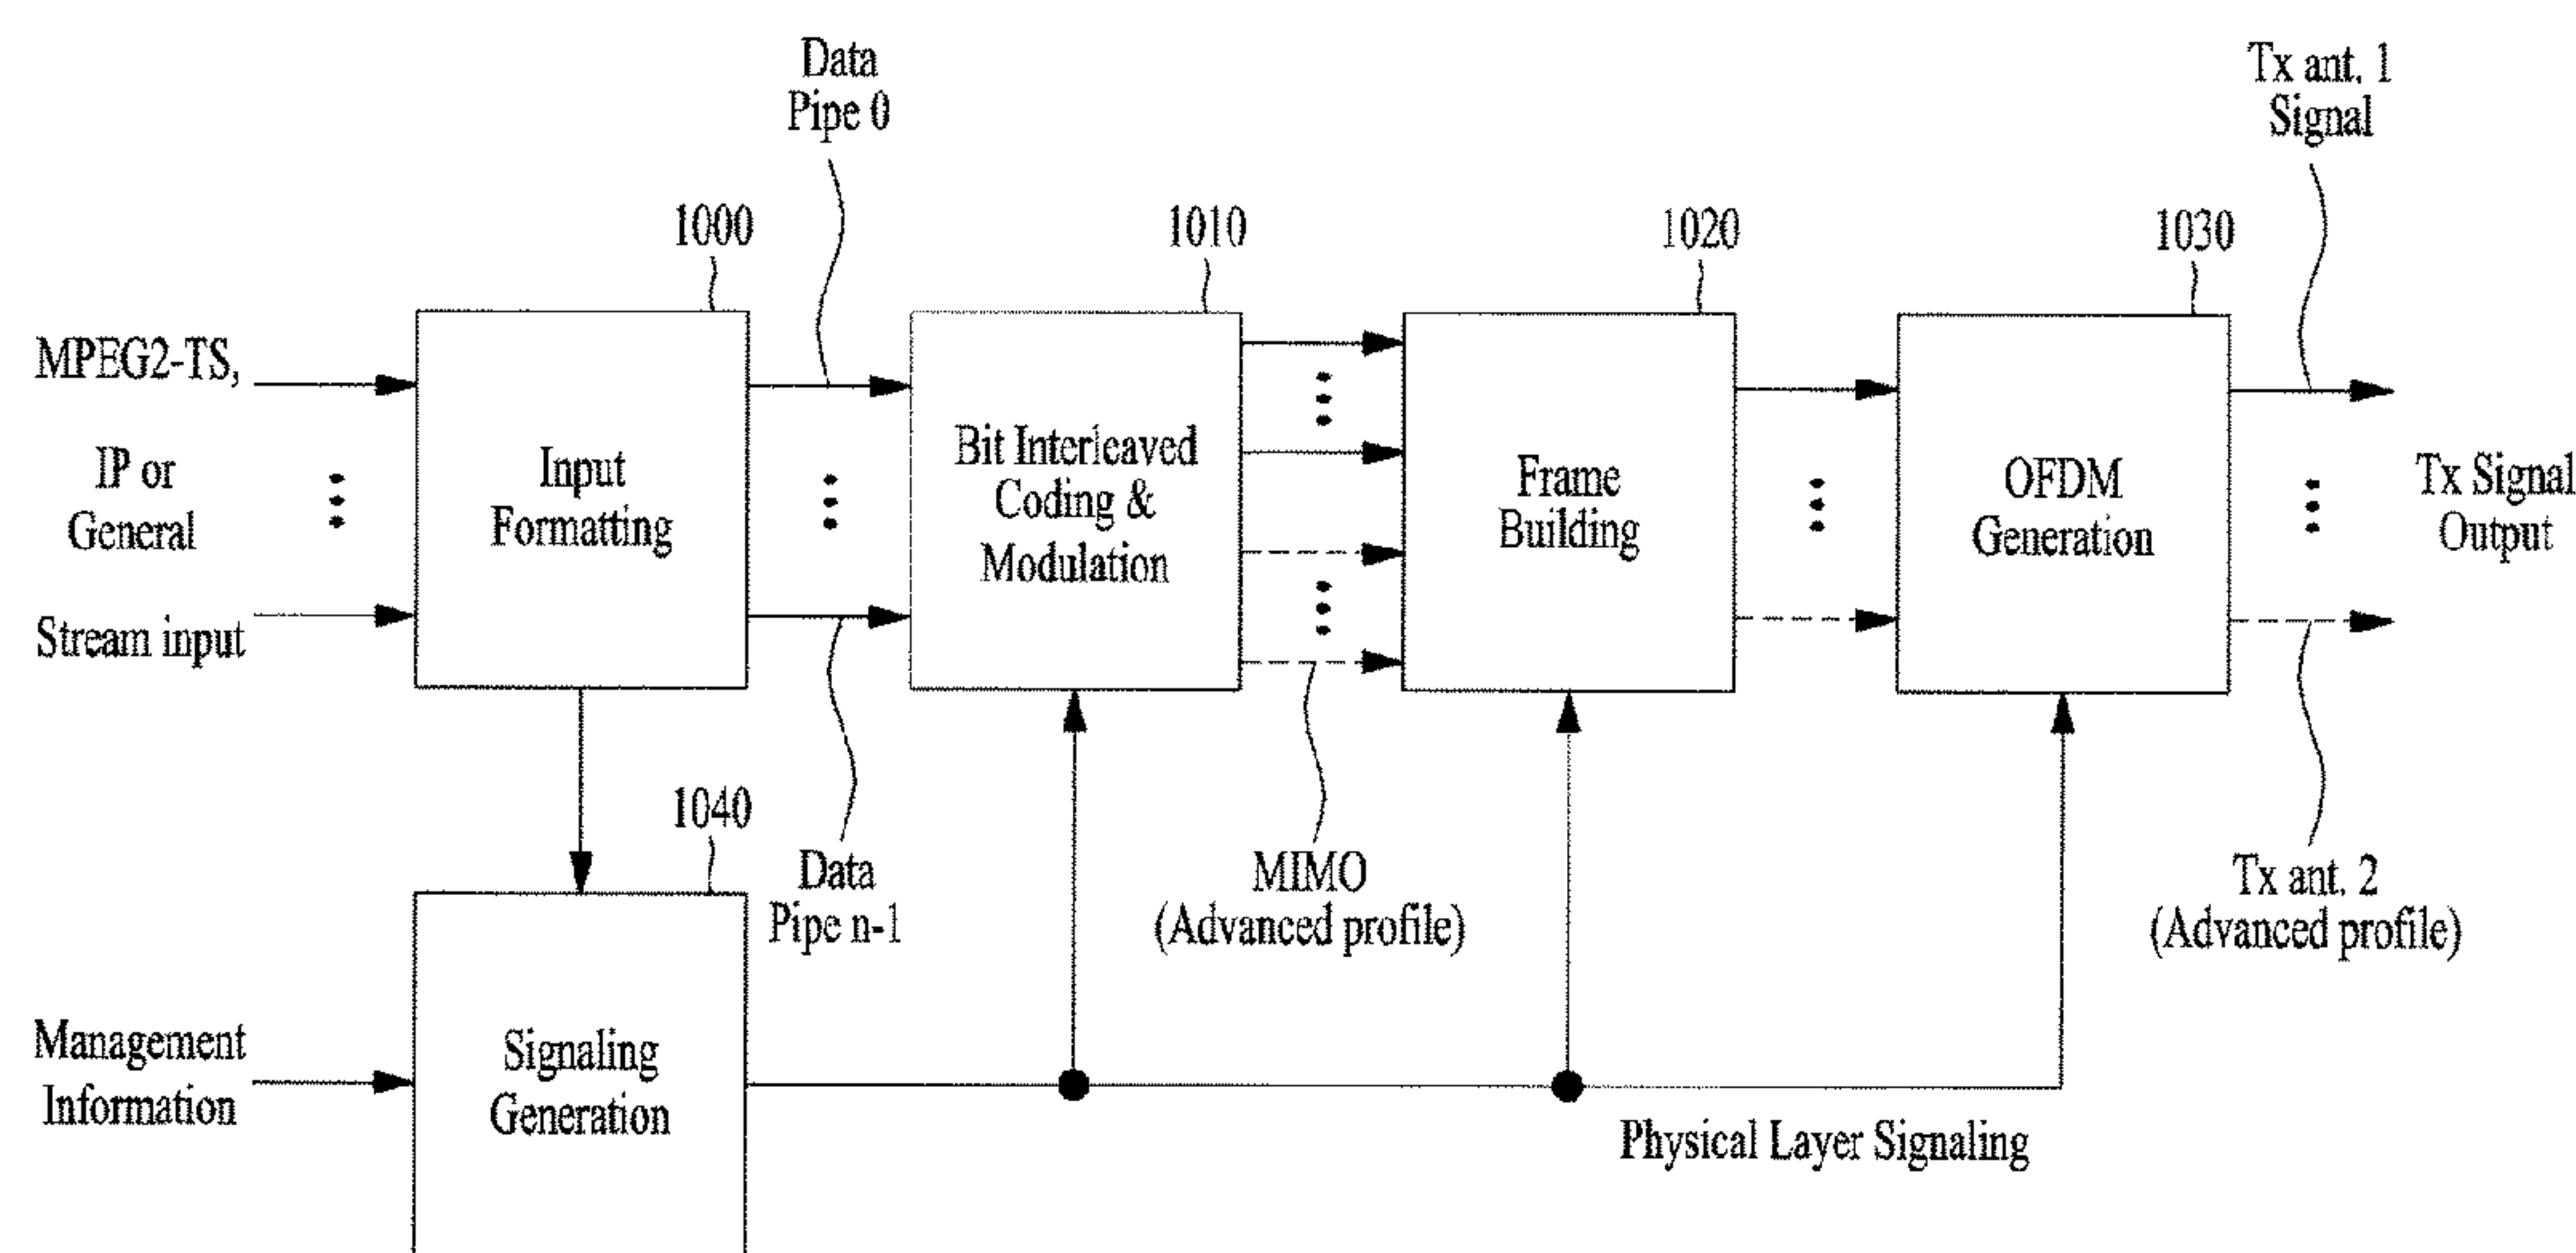 Data
Pipe 0
Tx ant. 1
Signal
1000
1010
1020
1030
MPEG2-TS,
IP or
General
Stream input
Input
Formatting
Bit Interleaved
Coding &
Modulation
Frame
Building
OFDM
Generation
Tx Signal
Output
1040
Data
Pipe n-1
MIMO
(Advanced profile)
Tx ant. 2
(Advanced profile)
Management
Information
Signaling
Generation
Physical Layer Signaling